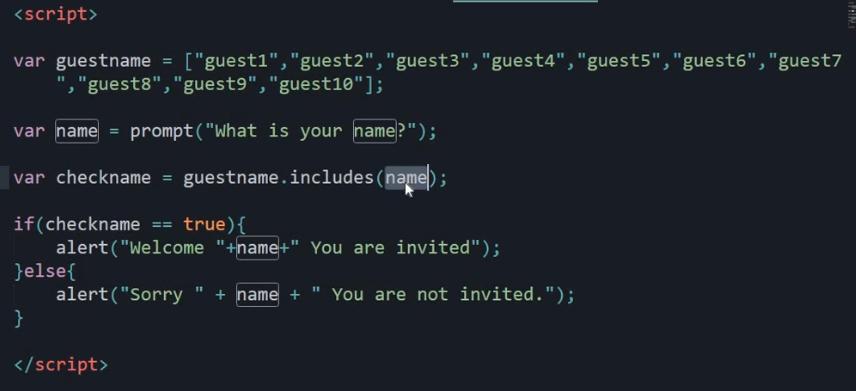 <script>
var guestname = ["guest1","guest2","guest3","guest4","guest5","guest6","guest7
","guest8","guest9","guest10"];
var name = prompt("What is your name?");
var checkname = guestname.includes(name);
if(checkname == true){
alert("Welcome "+name+" You are invited");
}else{
alert("Sorry " + name + " You are not invited.");
}
</script>